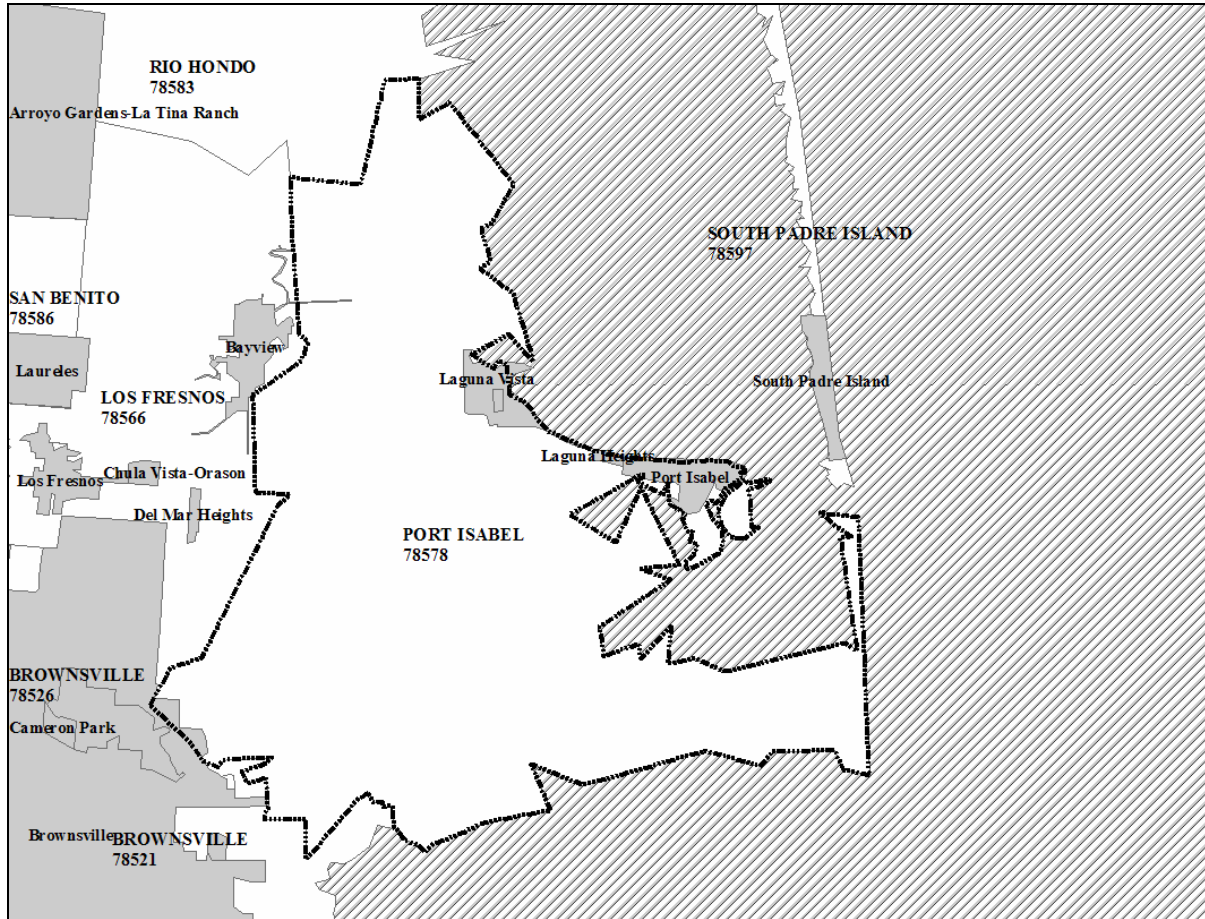 RIO HONDO
78583
Arroyo Gardens-La Tina Ranch
SOUTH PADRE ISLAND
78597
SAN BENITO
78586
Bayview
Laureles
Laguna Vista
South Padre Island
LOS FRESNOS
78566
Laguna Heights
Chula Vista-Orason
Los Fresnos
Port Isabel
Del Mar Heights
PORT ISABEL
78578
BROWNSVILLE
78526
Cameron Park
Brownsville
BROWNSVILLE
78521